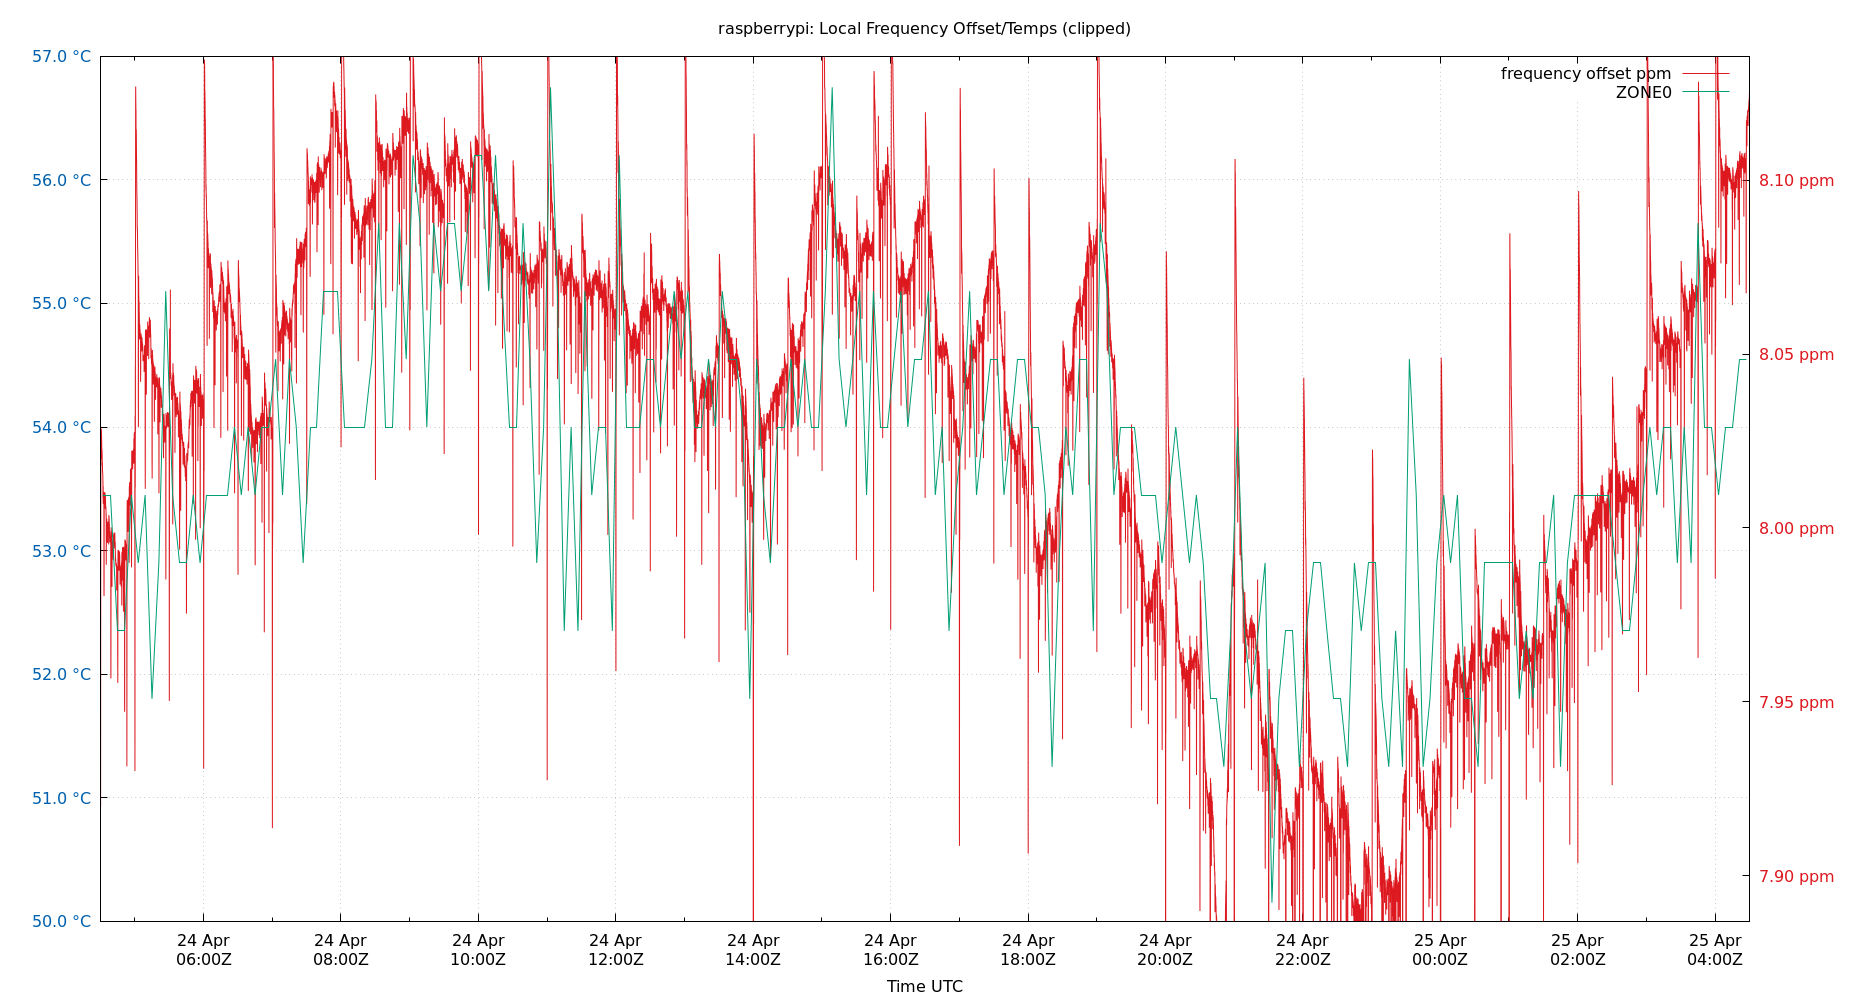 raspberrypi: Local Frequency Offset/Temps (clipped)
57.0 °C
56.0 °C
55.0 °C
54.0 °C
53.0 °C
52.0 °C
51.0 °C
50.0 °C
frequency offset ppm
ZONE0
8.10 ppm
8.05 ppm
8.00 ppm
7.95 ppm
7.90 ppm
24 Apr
06:00Z
24 Apr
08:00Z
24 Apr
10:00Z
24 Apr
12:00Z
24 Apr
14:00Z
24 Apr
16:00Z
24 Apr
18:00Z
24 Apr
20:00Z
24 Apr
22:00Z
25 Apr
00:00Z
25 Apr
02:00Z
25 Apr
04:00Z
Time UTC